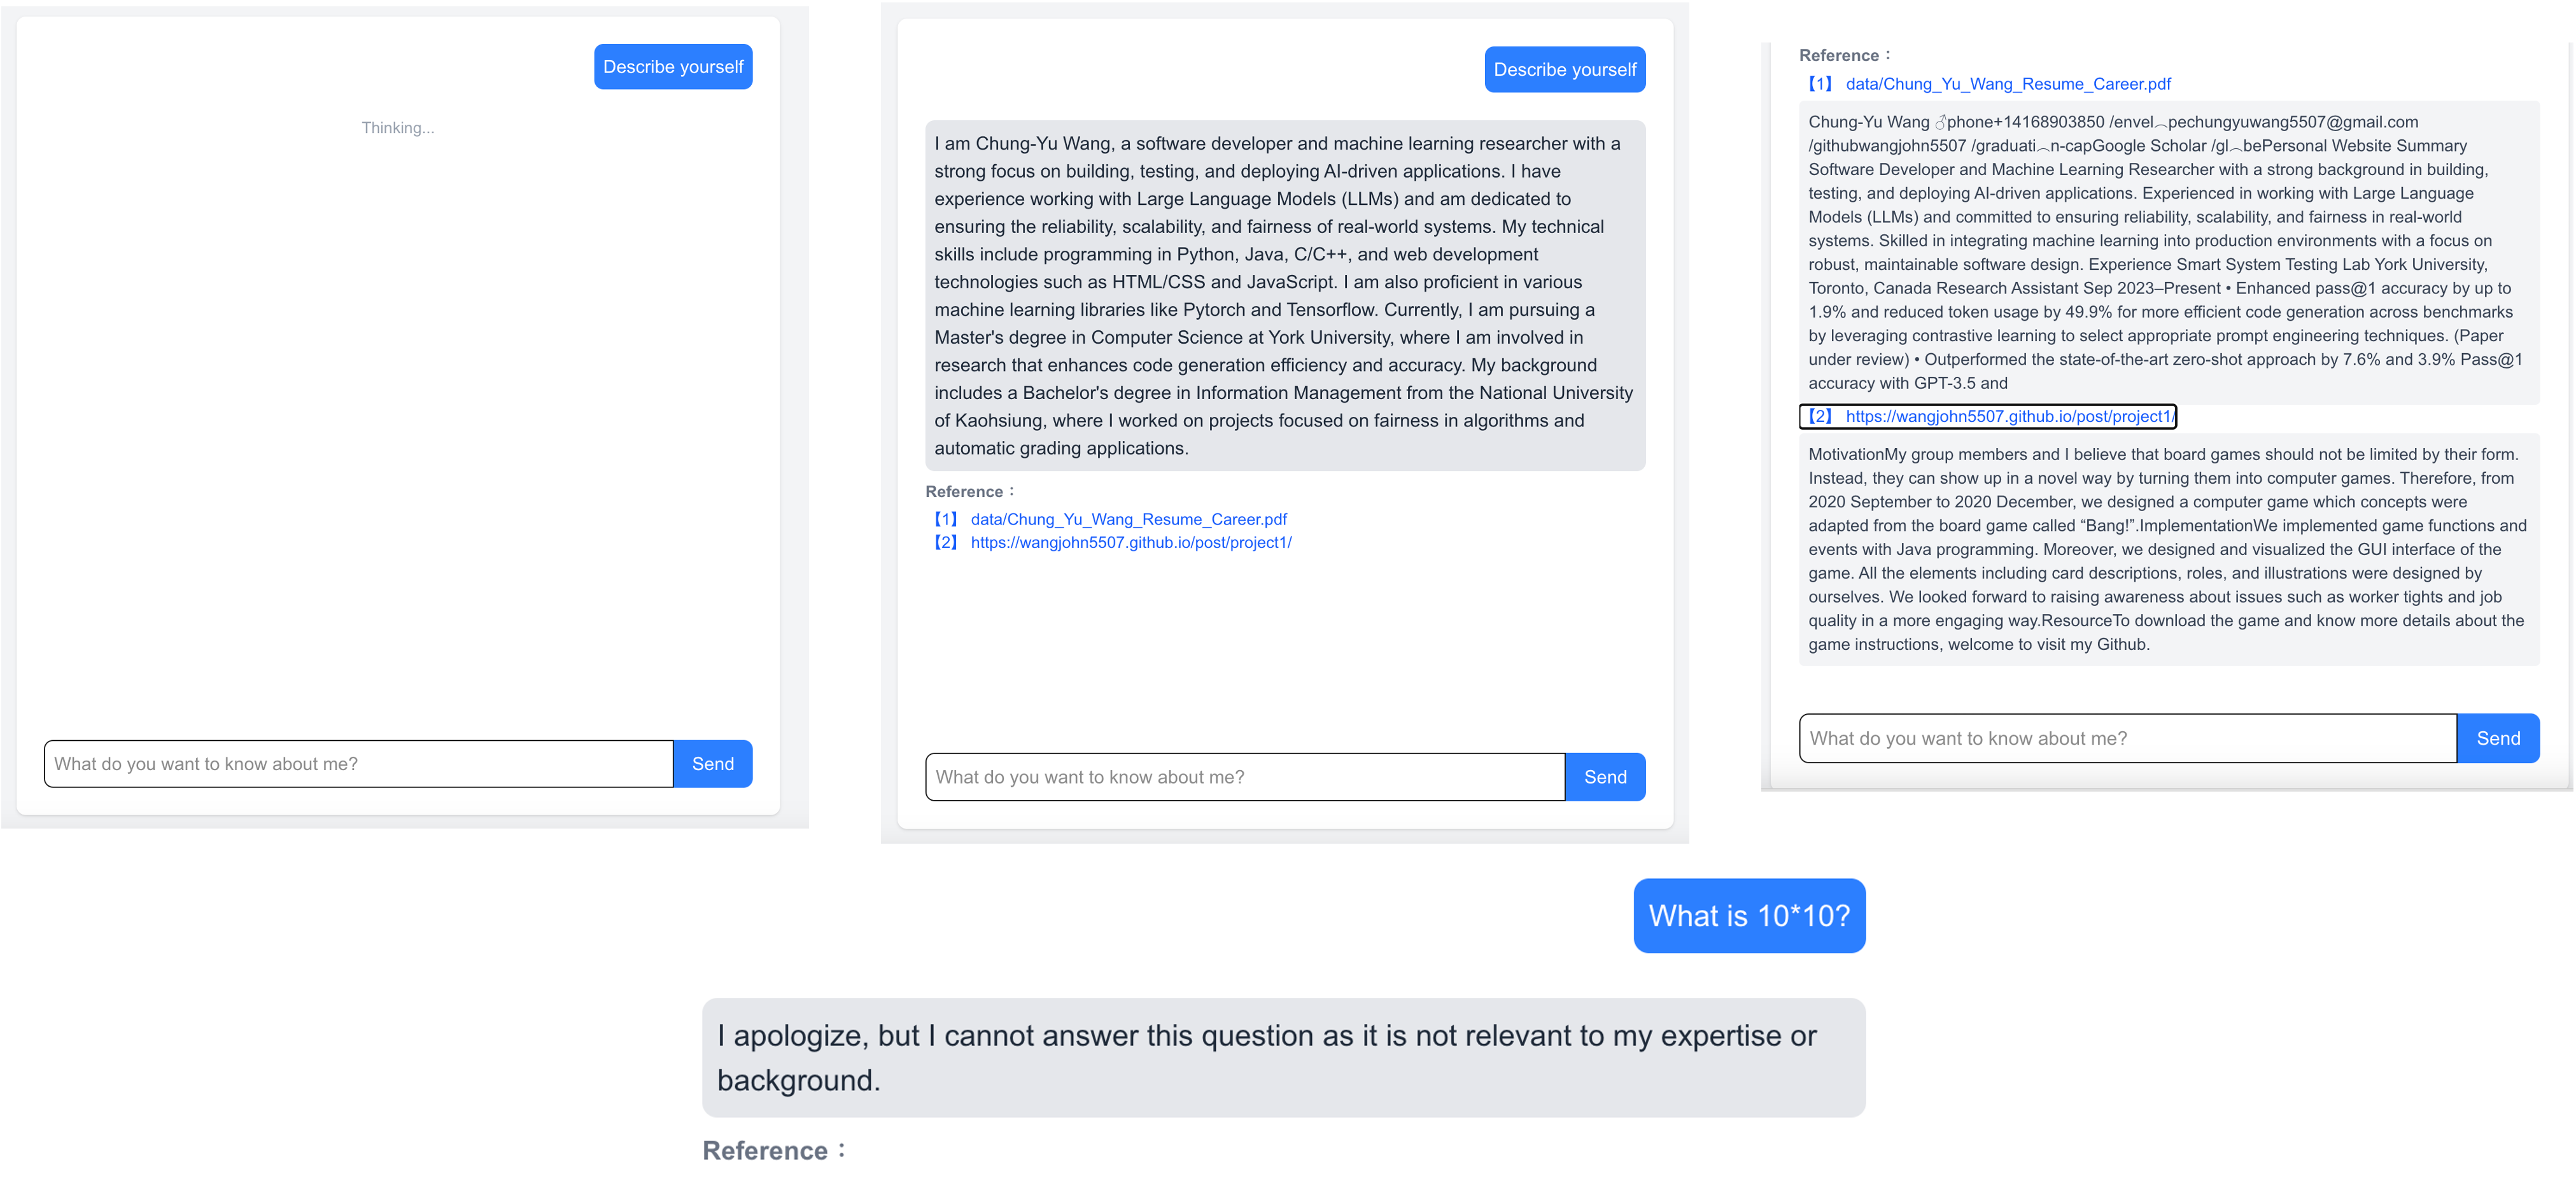 Describe yourself
Thinking...
What do you want to know about me?
Send
Describe yourself
I am Chung-Yu Wang, a software developer and machine learning researcher with a
strong focus on building, testing, and deploying AI-driven applications. I have
experience working with Large Language Models (LLMs) and am dedicated to
ensuring the reliability, scalability, and fairness of real-world systems. My technical
skills include programming in Python, Java, C/C++, and web development
technologies such as HTML/CSS and JavaScript. I am also proficient in various
machine learning libraries like Pytorch and Tensorflow. Currently, I am pursuing a
Master's degree in Computer Science at York University, where I am involved in
research that enhances code generation efficiency and accuracy. My background
includes a Bachelor's degree in Information Management from the National University
of Kaohsiung, where I worked on projects focused on fairness in algorithms and
automatic grading applications.
Reference：
【1】 data/Chung_Yu_Wang_Resume_Career.pdf
【2】 https://wangjohn5507.github.io/post/project1/
What do you want to know about me?
Send
Reference：
【1】 data/Chung_Yu_Wang_Resume_Career.pdf
Chung-Yu Wang ♂phone+14168903850 /envel⌢pechungyuwang5507@gmail.com
/githubwangjohn5507 /graduati⌢n-capGoogle Scholar /gl⌢bePersonal Website Summary
Software Developer and Machine Learning Researcher with a strong background in building,
testing, and deploying AI-driven applications. Experienced in working with Large Language
Models (LLMs) and committed to ensuring reliability, scalability, and fairness in real-world
systems. Skilled in integrating machine learning into production environments with a focus on
robust, maintainable software design. Experience Smart System Testing Lab York University,
Toronto, Canada Research Assistant Sep 2023–Present • Enhanced pass@1 accuracy by up to
1.9% and reduced token usage by 49.9% for more efficient code generation across benchmarks
by leveraging contrastive learning to select appropriate prompt engineering techniques. (Paper
under review) • Outperformed the state-of-the-art zero-shot approach by 7.6% and 3.9% Pass@1
accuracy with GPT-3.5 and
【2】 https://wangjohn5507.github.io/post/project1/
MotivationMy group members and I believe that board games should not be limited by their form.
Instead, they can show up in a novel way by turning them into computer games. Therefore, from
2020 September to 2020 December, we designed a computer game which concepts were
adapted from the board game called “Bang!”.ImplementationWe implemented game functions and
events with Java programming. Moreover, we designed and visualized the GUI interface of the
game. All the elements including card descriptions, roles, and illustrations were designed by
ourselves. We looked forward to raising awareness about issues such as worker tights and job
quality in a more engaging way.ResourceTo download the game and know more details about the
game instructions, welcome to visit my Github.
What do you want to know about me?
Send
What is 10*10?
I apologize, but I cannot answer this question as it is not relevant to my expertise or
background.
Reference：